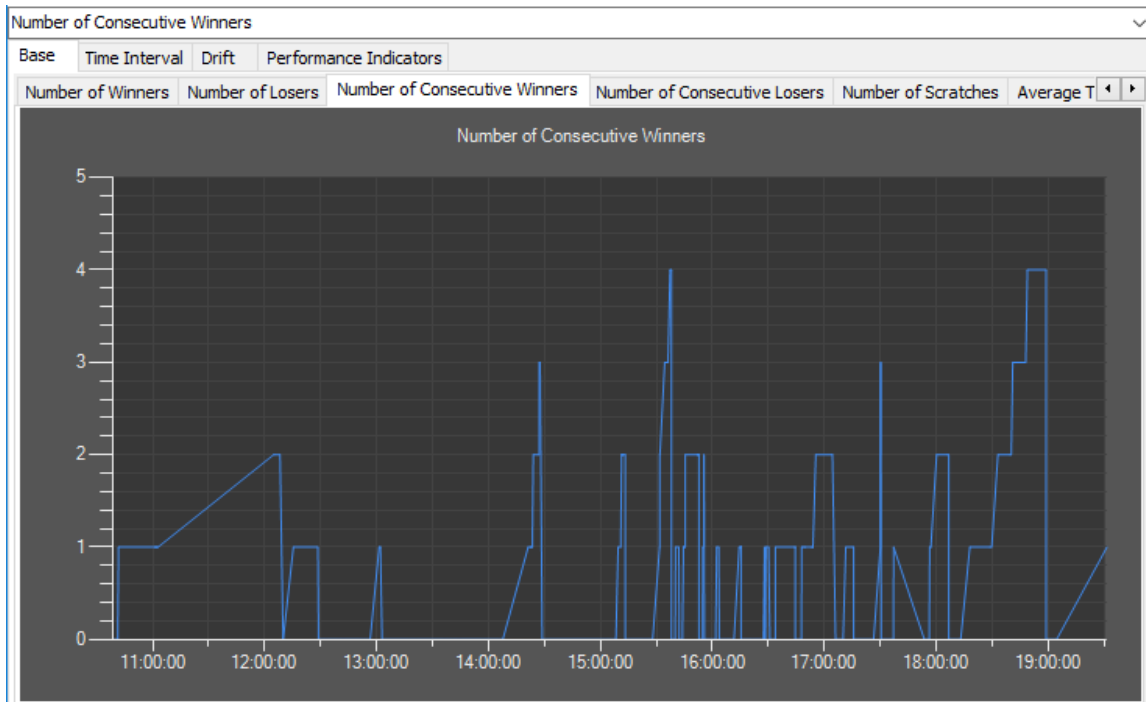 Number of Consecutive Winners
Base Time Interval Drift Performance Indicators
Number of Winners Number of Losers Number of Consecutive Winners Number of Consecutive Losers Number of Scratches Average T
Number of Consecutive Winners
5
4
3
2
1
0
11:00:00 12:00:00 13:00:00 14:00:00 15:00:00 16:00:00 17:00:00 18:00:00 19:00:00